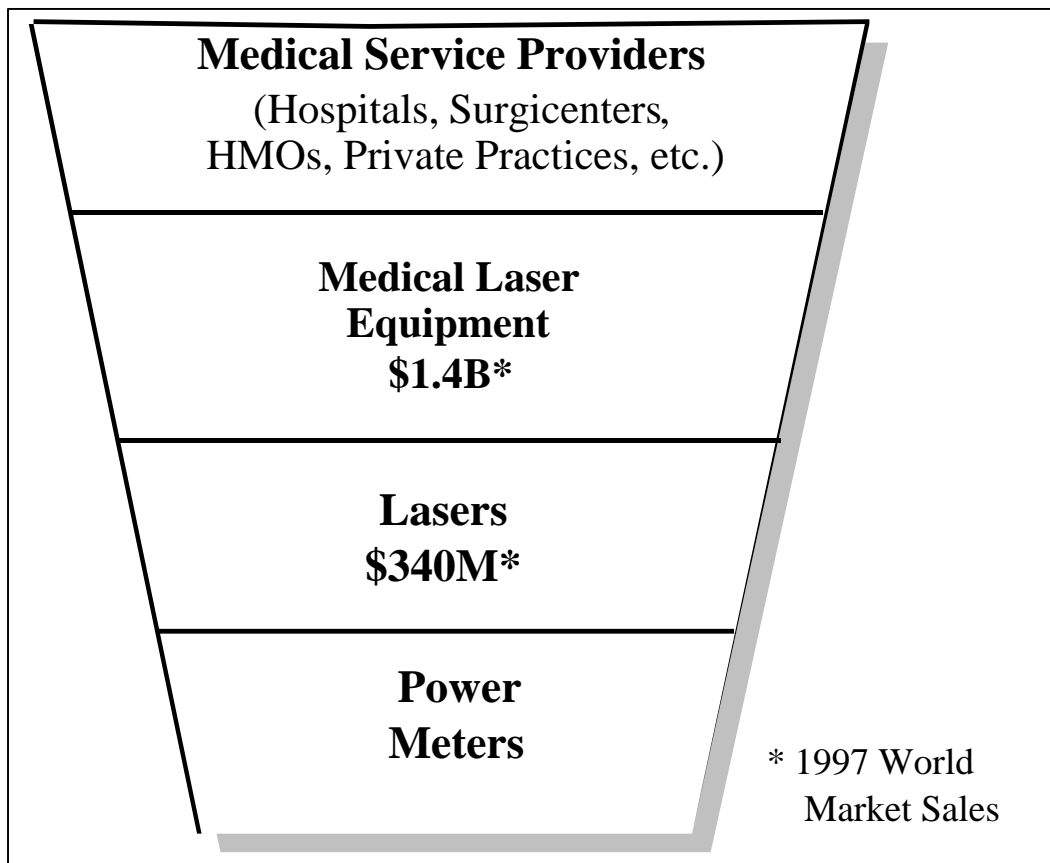 Medical Service Providers
(Hospitals, Surgicenters,
HMOs, Private Practices, etc.)
Medical Laser
Equipment
$1.4B*
Lasers
$340M*
Power
Meters
* 1997 World
Market Sales